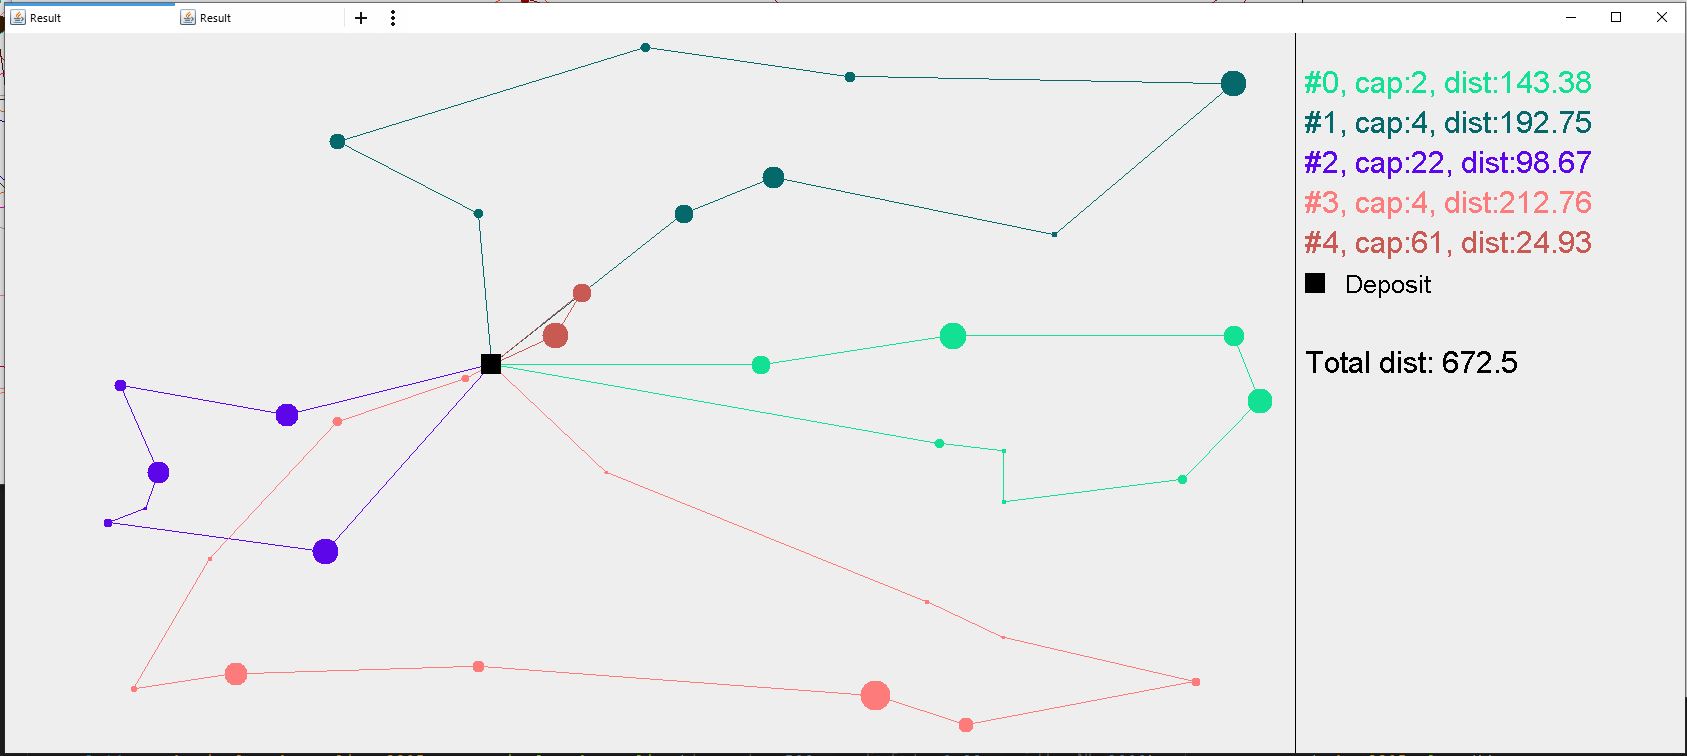 Result
Result
#0, cap:2, dist:143.38
#1, cap:4, dist:192.75
#2, cap:22, dist:98.67
#3, cap:4, dist:212.76
#4, cap:61, dist:24.93
Deposit
Total dist: 672.5